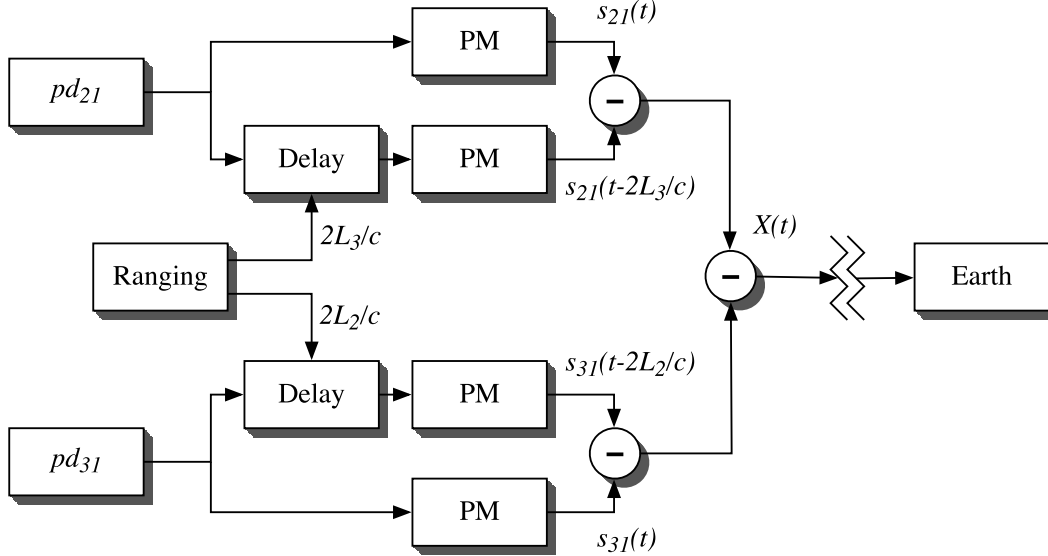 s21(t)
PM
pd21
−
Delay
PM
s21(t-2L3/c)
2L3/c
X(t)
Ranging
−
Earth
2L2/c
s31(t-2L2/c)
Delay
PM
−
pd31
PM
s31(t)